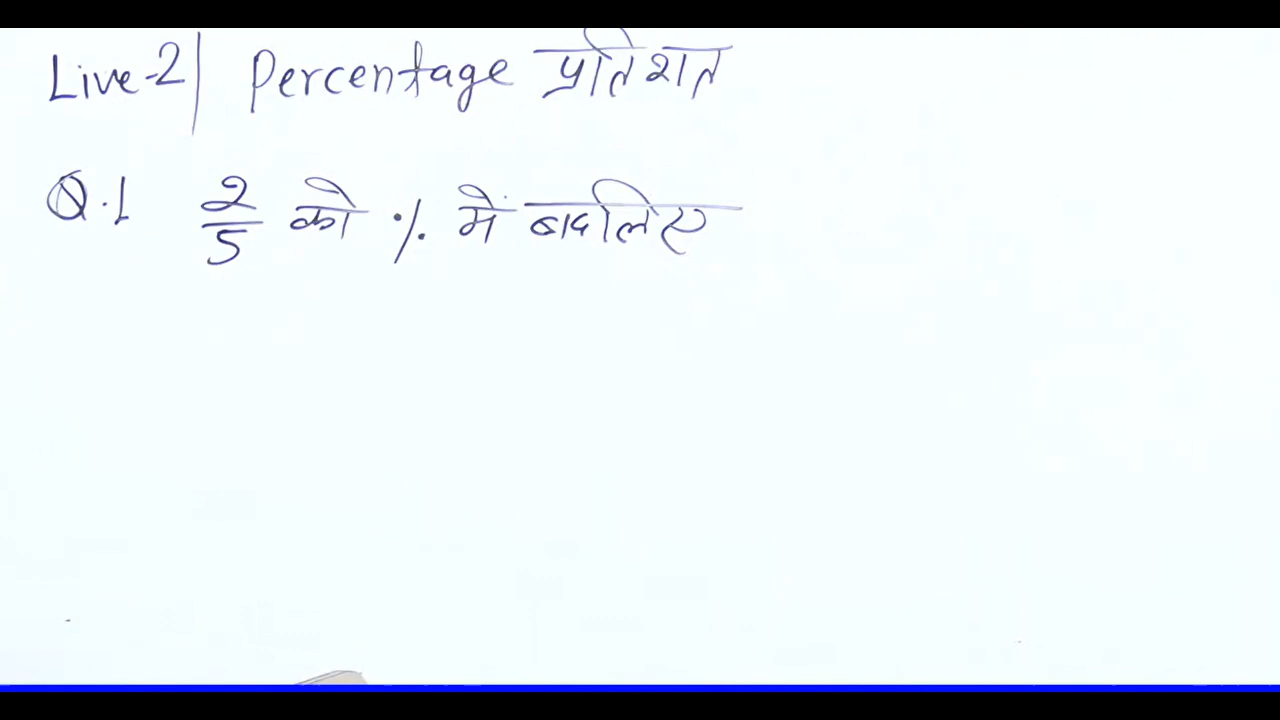 Live-2| Percentage प्रतिशत
Q.1 2/5 को % में बदलिए